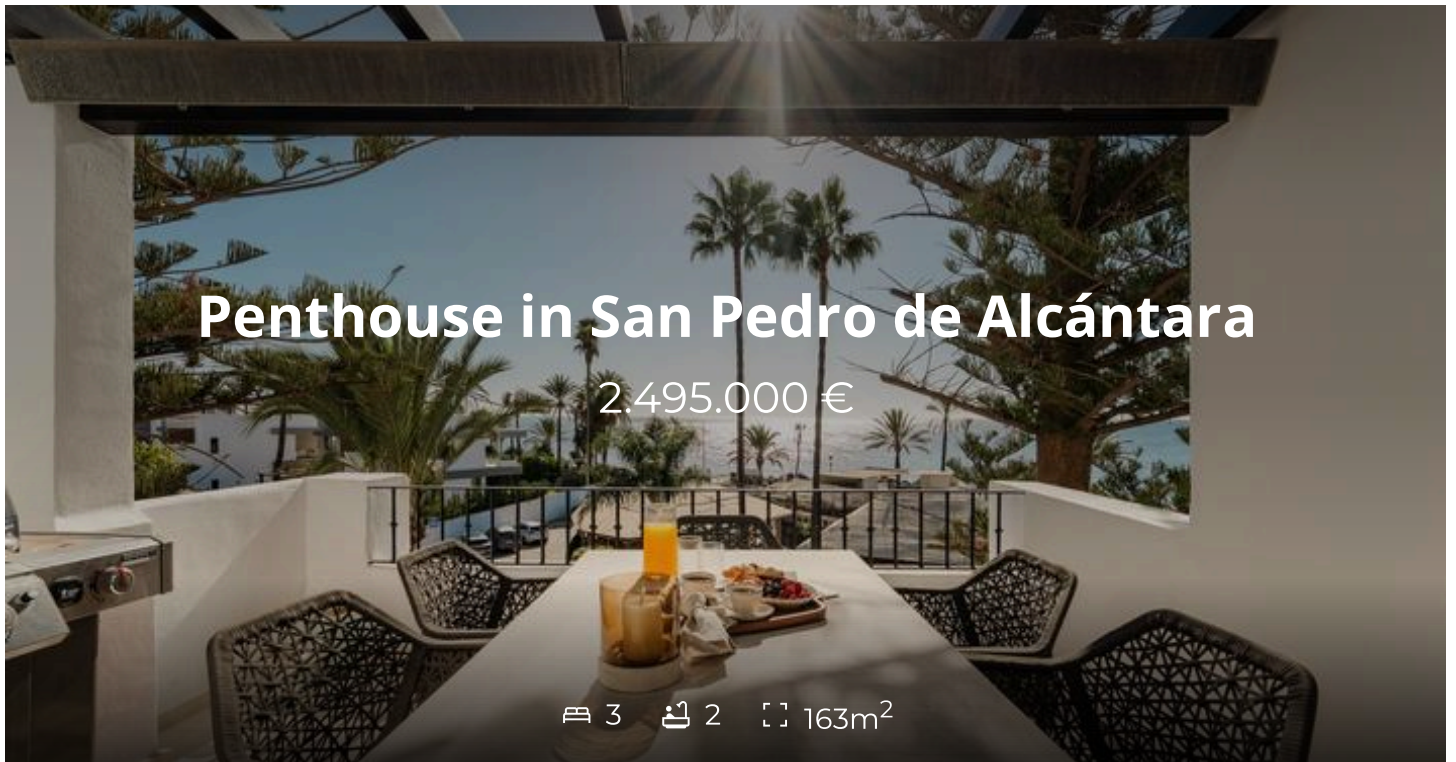 Penthouse in San Pedro de Alcántara
2.495.000 €
3 2 163m²